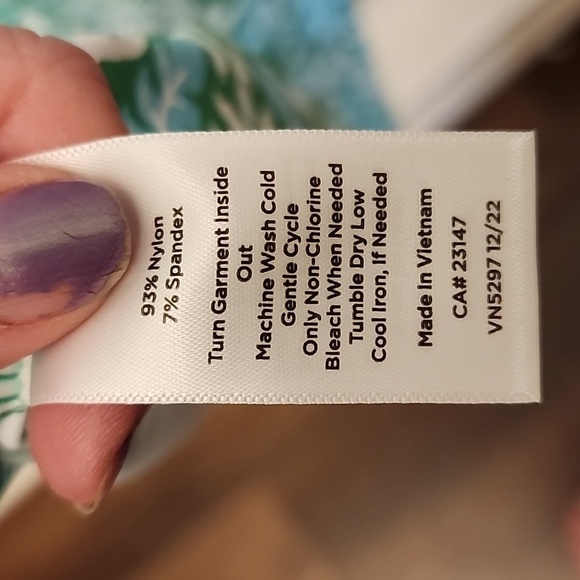 93% Nylon
7% Spandex
Turn Garment Inside
Out
Machine Wash Cold
Gentle Cycle
Only Non-Chlorine
Bleach When Needed
Tumble Dry Low
Cool Iron, If Needed
Made In Vietnam
CA# 23147
VN5297 12/22